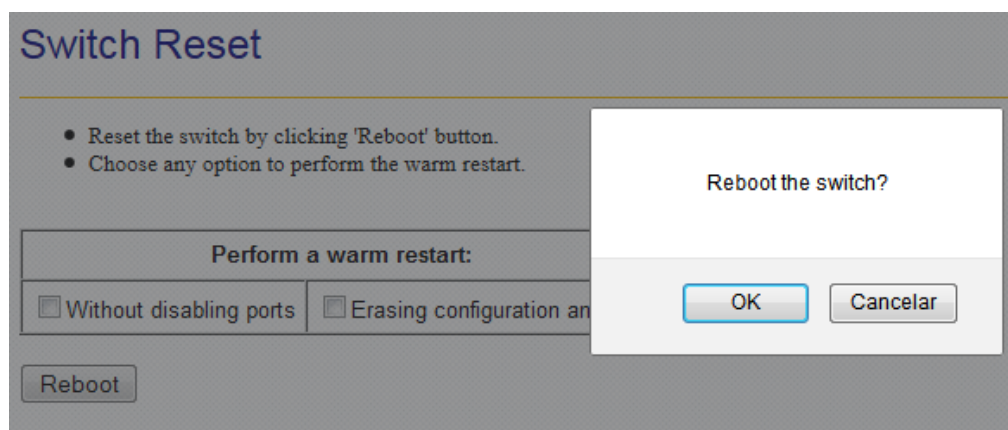 Switch Reset
Reset the switch by clicking 'Reboot' button.
Choose any option to perform the warm restart.
Perform a warm restart:
Without disabling ports
Erasing configuration an
Reboot
Reboot the switch?
OK
Cancelar